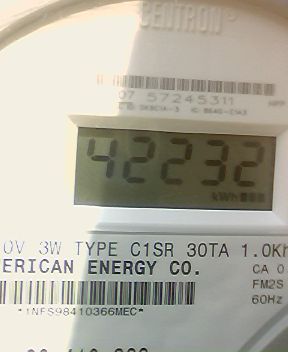 CENTRON
07 57245311
42232
kWh
0V 3W TYPE C1SR 30TA 1.0Kh
ERICAN ENERGY CO.
CA 0.
FM2S
60Hz
*1NFS98410366MEC*